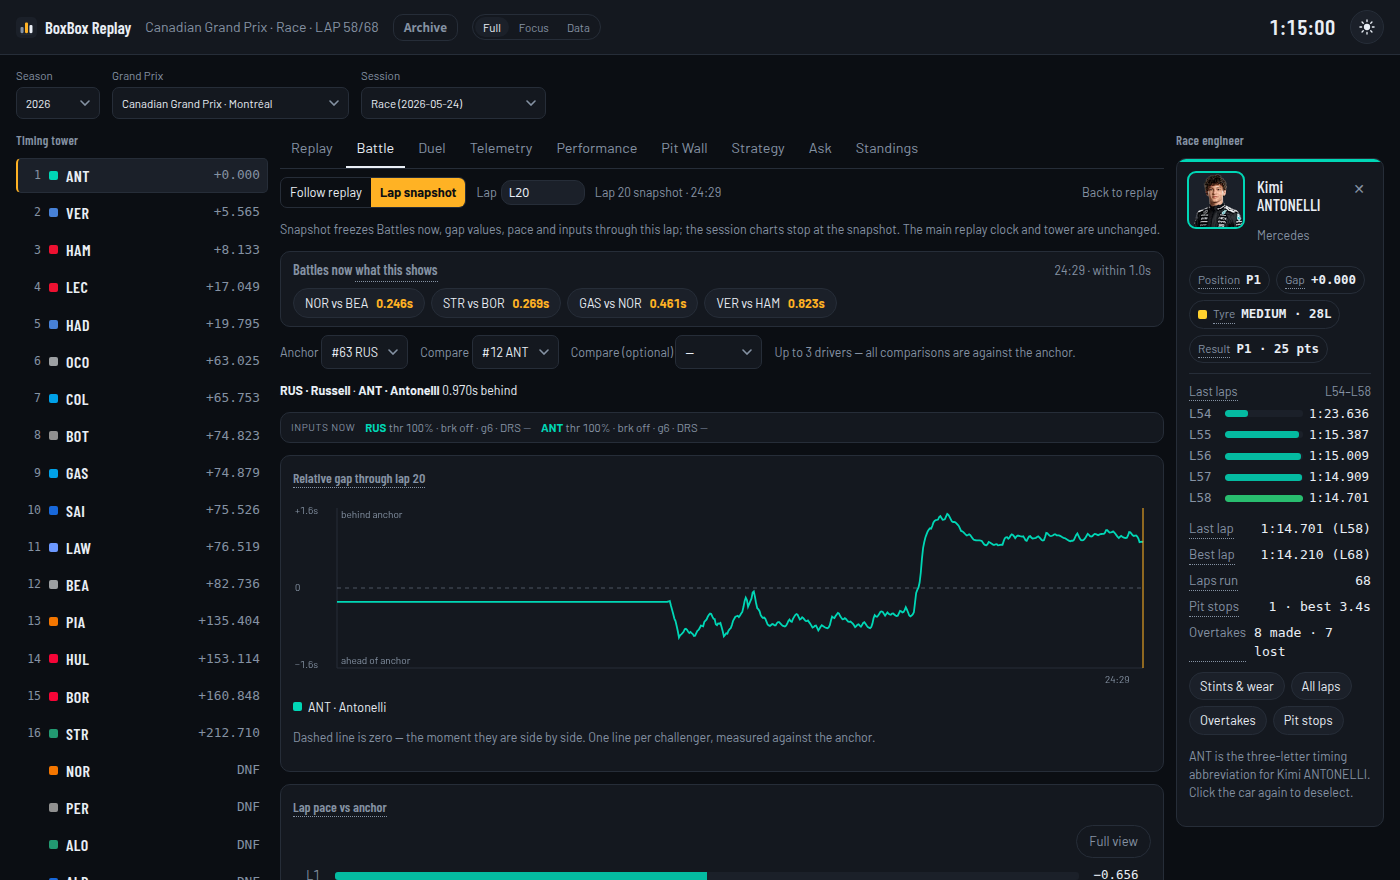 BoxBox Replay Canadian Grand Prix · Race · LAP 58/68 Archive Full Focus Data 1:15:00
Season Grand Prix Session
2026 Canadian Grand Prix · Montréal Race (2026-05-24)
Timing tower
1 ANT +0.000
2 VER +5.565
3 HAM +8.133
4 LEC +17.049
5 HAD +19.795
6 OCO +63.025
7 COL +65.753
8 BOT +74.823
9 GAS +74.879
10 SAI +75.526
11 LAW +76.519
12 BEA +82.736
13 PIA +135.404
14 HUL +153.114
15 BOR +160.848
16 STR +212.710
NOR DNF
PER DNF
ALO DNF
Replay Battle Duel Telemetry Performance Pit Wall Strategy Ask Standings
Follow replay Lap snapshot Lap L20 Lap 20 snapshot · 24:29 Back to replay
Snapshot freezes Battles now, gap values, pace and inputs through this lap; the session charts stop at the snapshot. The main replay clock and tower are unchanged.
Battles now what this shows 24:29 · within 1.0s
NOR vs BEA 0.246s STR vs BOR 0.269s GAS vs NOR 0.461s VER vs HAM 0.823s
Anchor #63 RUS Compare #12 ANT Compare (optional) — Up to 3 drivers — all comparisons are against the anchor.
RUS · Russell · ANT · Antonelli 0.970s behind
INPUTS NOW RUS thr 100% · brk off · g6 · DRS — ANT thr 100% · brk off · g6 · DRS —
Relative gap through lap 20
+1.6s behind anchor
0
−1.6s ahead of anchor
24:29
ANT · Antonelli
Dashed line is zero — the moment they are side by side. One line per challenger, measured against the anchor.
Lap pace vs anchor
Full view
L1 −0.656
Race engineer
Kimi
ANTONELLI
Mercedes
×
Position P1 Gap +0.000
Tyre MEDIUM · 28L
Result P1 · 25 pts
Last laps L54–L58
L54 1:23.636
L55 1:15.387
L56 1:15.009
L57 1:14.909
L58 1:14.701
Last lap 1:14.701 (L58)
Best lap 1:14.210 (L68)
Laps run 68
Pit stops 1 · best 3.4s
Overtakes 8 made · 7
lost
Stints & wear All laps
Overtakes Pit stops
ANT is the three-letter timing
abbreviation for Kimi ANTONELLI.
Click the car again to deselect.